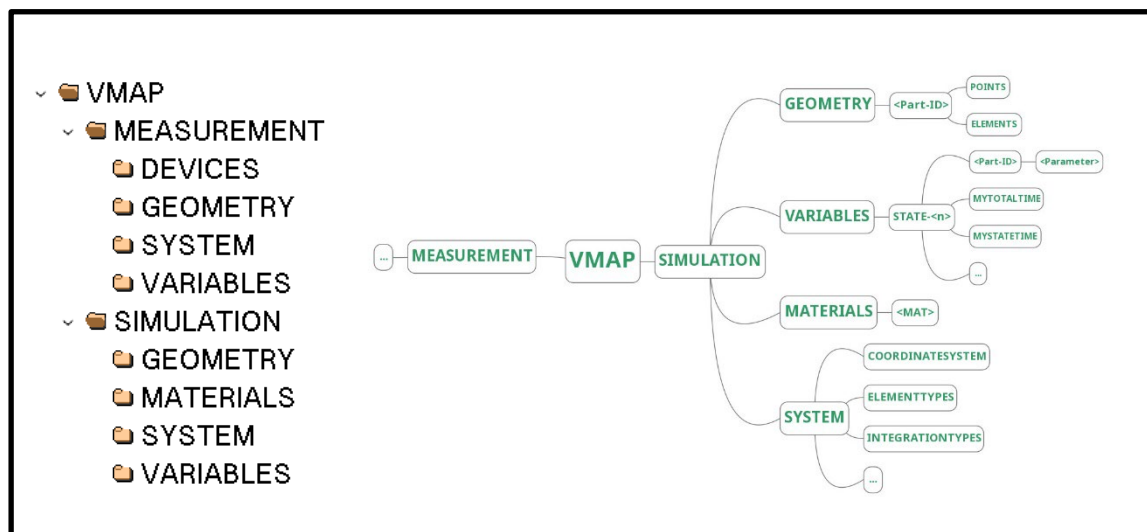 VMAP
MEASUREMENT
DEVICES
GEOMETRY
SYSTEM
VARIABLES
SIMULATION
GEOMETRY
MATERIALS
SYSTEM
VARIABLES
... MEASUREMENT VMAP SIMULATION
GEOMETRY <Part-ID>
POINTS
ELEMENTS
VARIABLES STATE-<n>
<Part-ID> <Parameter>
MYTOTALTIME
MYSTATETIME
...
MATERIALS <MAT>
SYSTEM
COORDINATESYSTEM
ELEMENTTYPES
INTEGRATIONTYPES
...